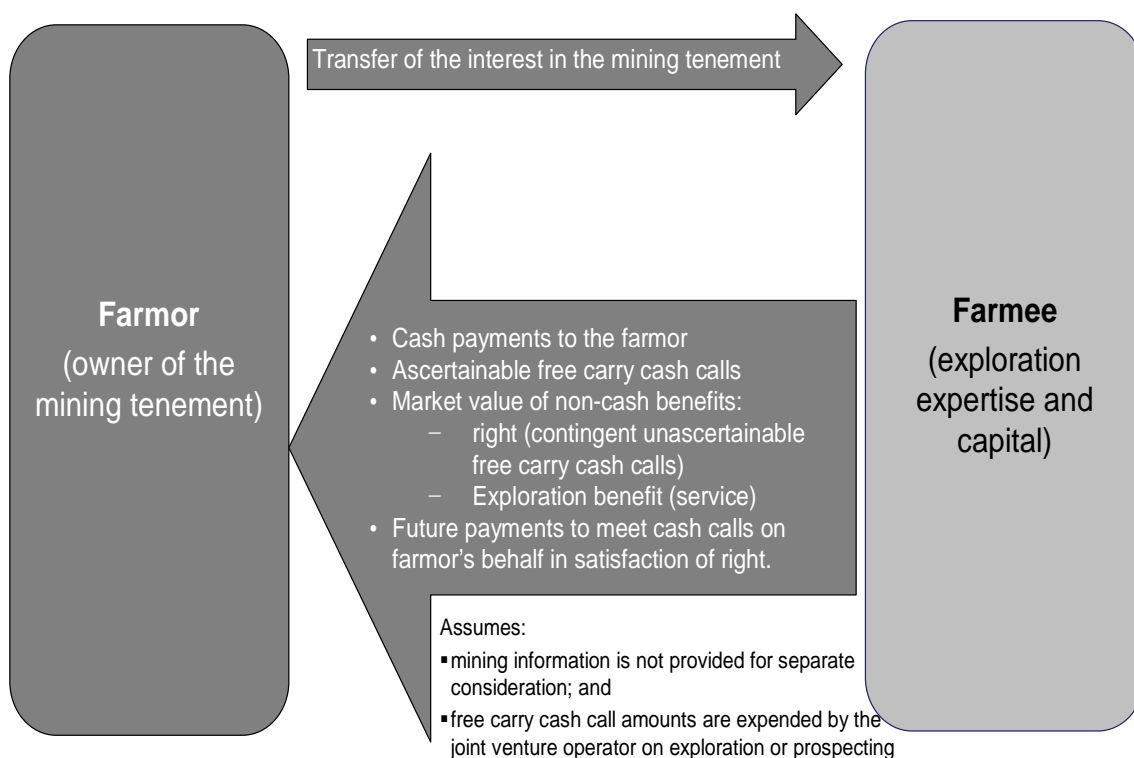 Transfer of the interest in the mining tenement
Farmor
(owner of the
mining tenement)
• Cash payments to the farmor
• Ascertainable free carry cash calls
• Market value of non-cash benefits:
– right (contingent unascertainable
free carry cash calls)
– Exploration benefit (service)
• Future payments to meet cash calls on
farmor's behalf in satisfaction of right.
Farmee
(exploration
expertise and
capital)
Assumes:
▪mining information is not provided for separate
consideration; and
▪free carry cash call amounts are expended by the
joint venture operator on exploration or prospecting